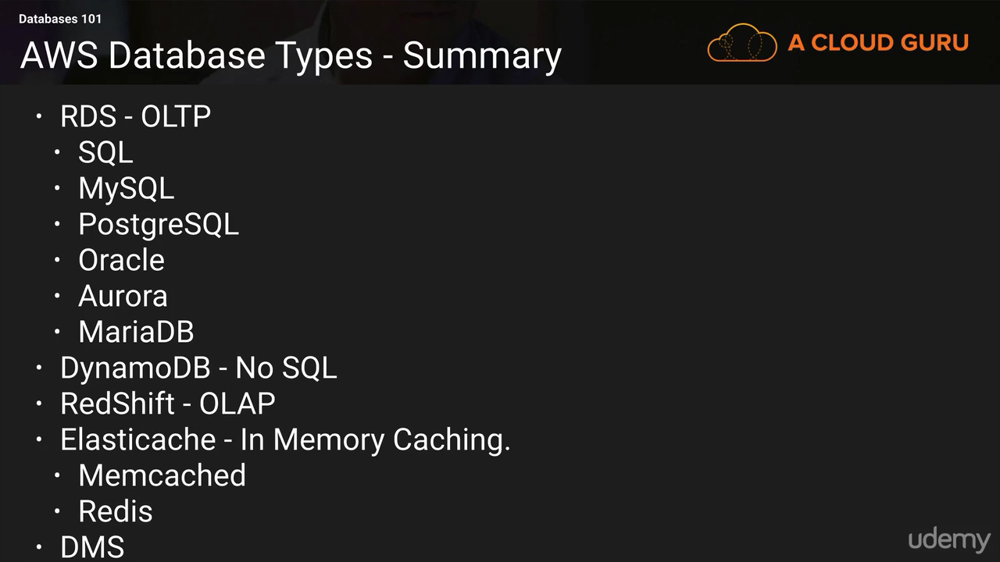 Databases 101
AWS Database Types - Summary
A CLOUD GURU
• RDS - OLTP
• SQL
• MySQL
• PostgreSQL
• Oracle
• Aurora
• MariaDB
• DynamoDB - No SQL
• RedShift - OLAP
• Elasticache - In Memory Caching.
• Memcached
• Redis
• DMS
udemy